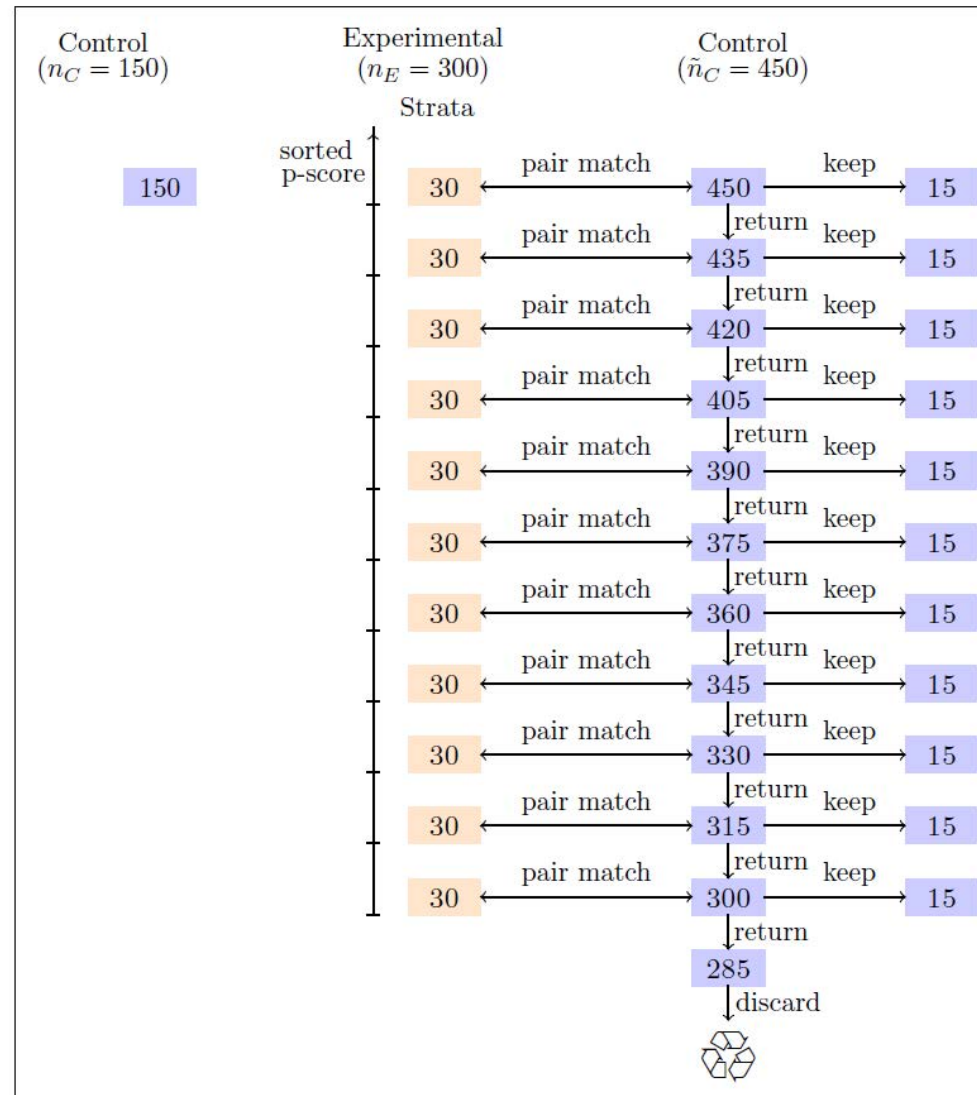 Control Experimental Control
(n_C = 150) (n_E = 300) (ñ_C = 450)
Strata
sorted
p-score
pair match keep
150 30 450 15
return
pair match keep
30 435 15
return
pair match keep
30 420 15
return
pair match keep
30 405 15
return
pair match keep
30 390 15
return
pair match keep
30 375 15
return
pair match keep
30 360 15
return
pair match keep
30 345 15
return
pair match keep
30 330 15
return
pair match keep
30 315 15
return
pair match keep
30 300 15
return
285
discard